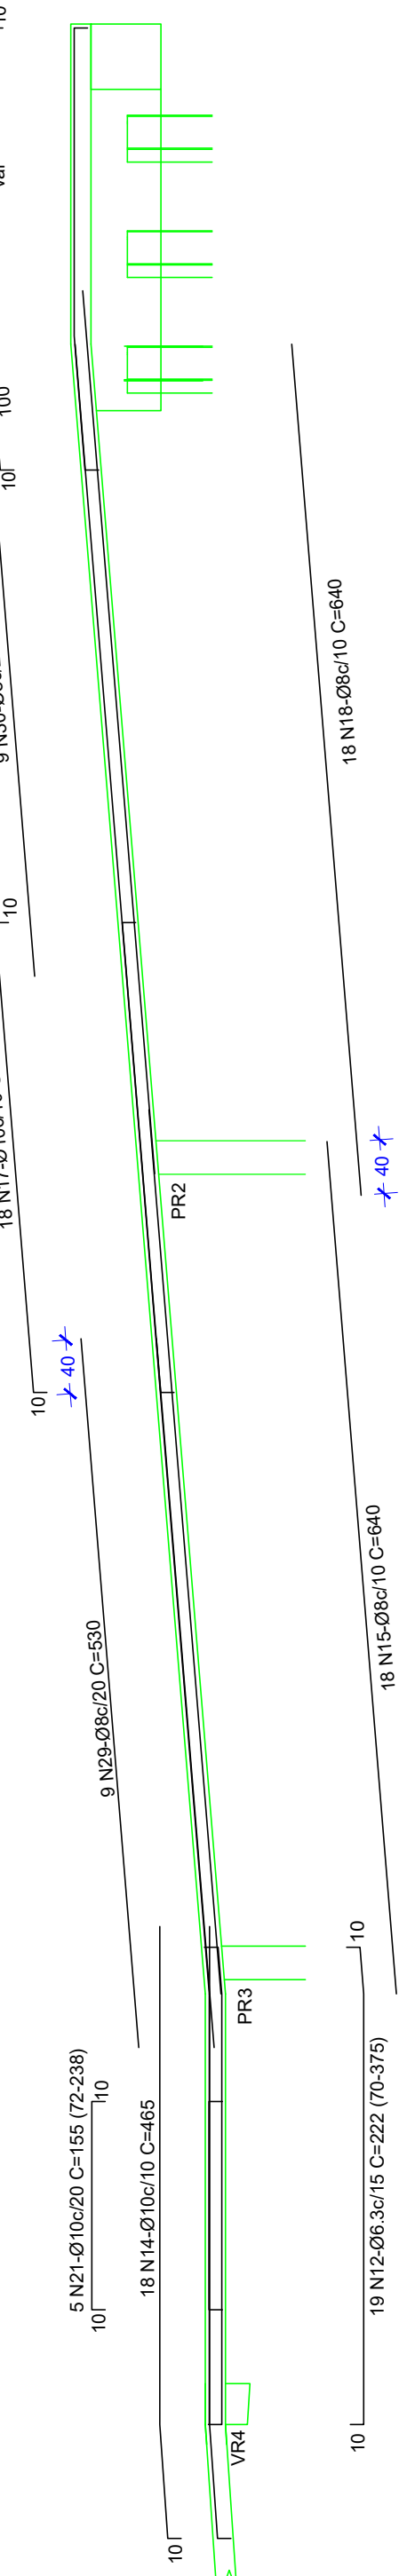 10
var
100
10
10
18 N18-Ø8c/10 C=640
PR2
40
10
40
9 N29-Ø8c/20 C=530
18 N15-Ø8c/10 C=640
5 N21-Ø10c/20 C=155 (72-238)
10
10
18 N14-Ø10c/10 C=465
PR3
10
19 N12-Ø6.3c/15 C=222 (70-375)
10
VR4
10